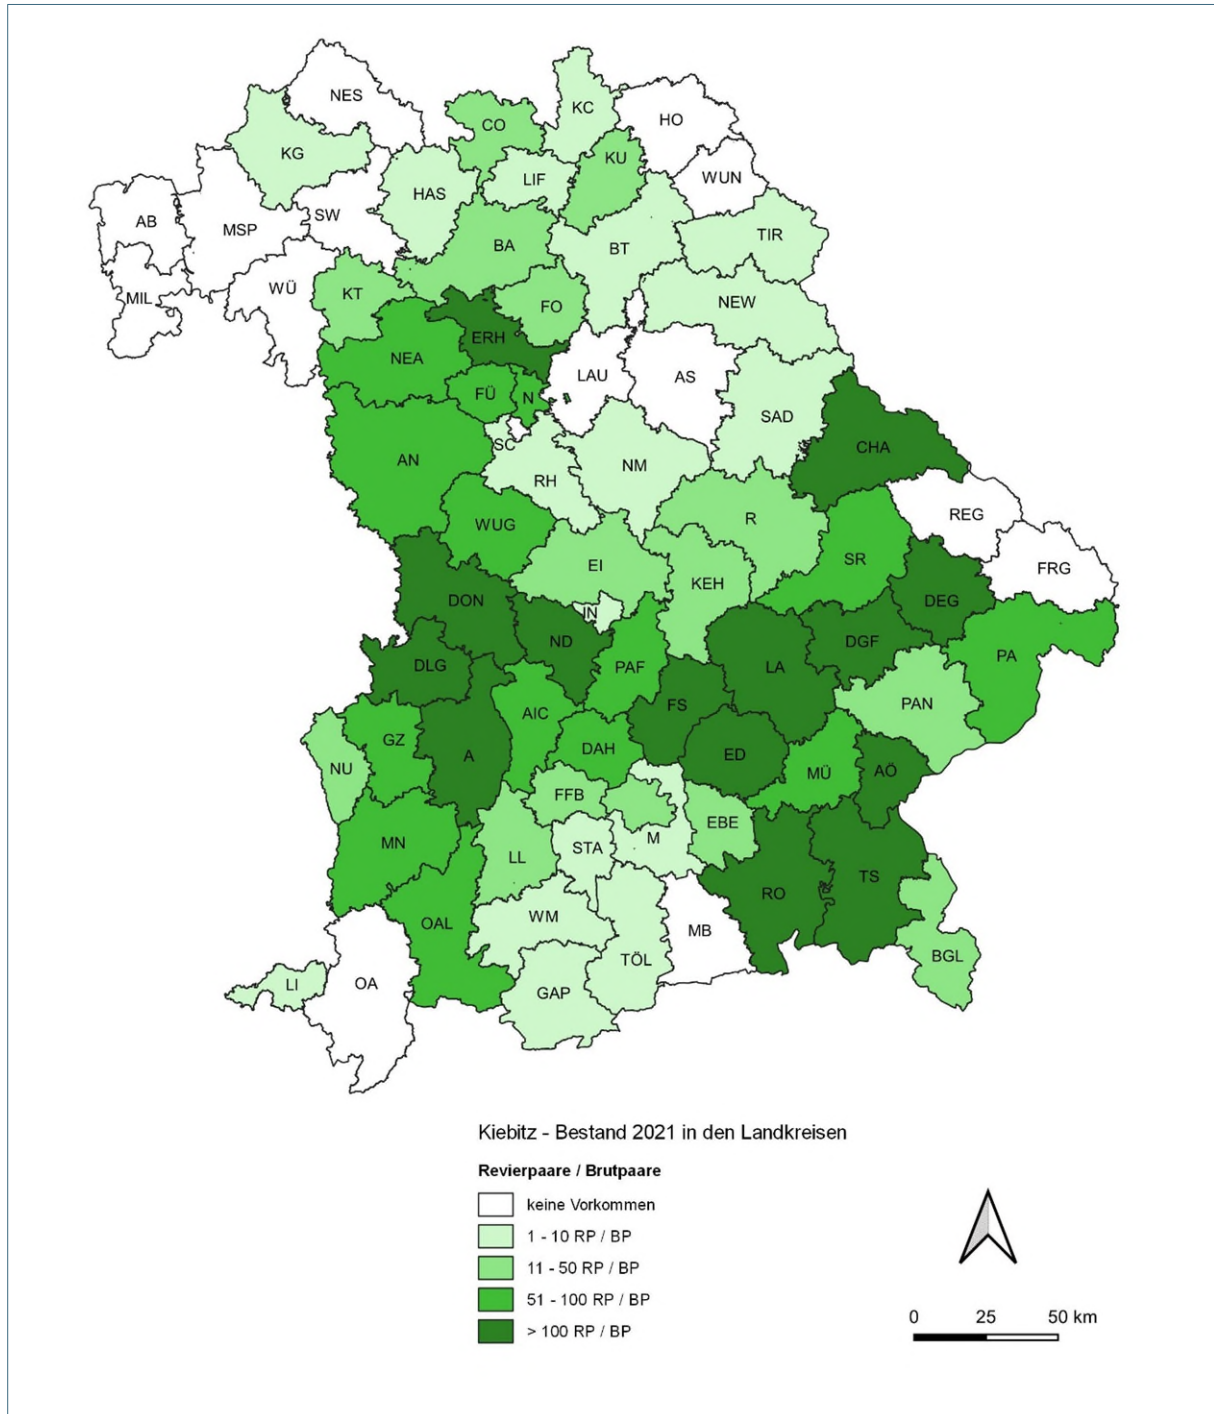 NES
KC
HO
CO
KG
KU
WUN
LIF
HAS
AB
SW
MSP
TIR
BA
BT
WÜ
KT
MIL
NEW
FO
ERH
NEA
LAU
AS
FÜ
N
SAD
SC
CHA
AN
NM
RH
REG
R
WUG
SR
EI
FRG
KEH
DON
IN
DEG
ND
DGF
PA
DLG
PAF
LA
PAN
FS
AIC
GZ
DAH
ED
A
AÖ
NU
MÜ
FFB
EBE
M
MN
STA
LL
TS
RO
WM
OAL
MB
BGL
TÖL
OA
LI
GAP
Kiebitz - Bestand 2021 in den Landkreisen
Revierpaare / Brutpaare
keine Vorkommen
1 - 10 RP / BP
11 - 50 RP / BP
51 - 100 RP / BP
> 100 RP / BP
0 25 50 km